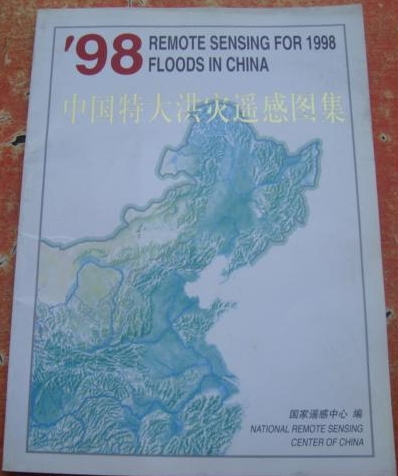 '98 REMOTE SENSING FOR 1998
FLOODS IN CHINA
中国特大洪灾遥感图集
国家遥感中心 编
NATIONAL REMOTE SENSING
CENTER OF CHINA